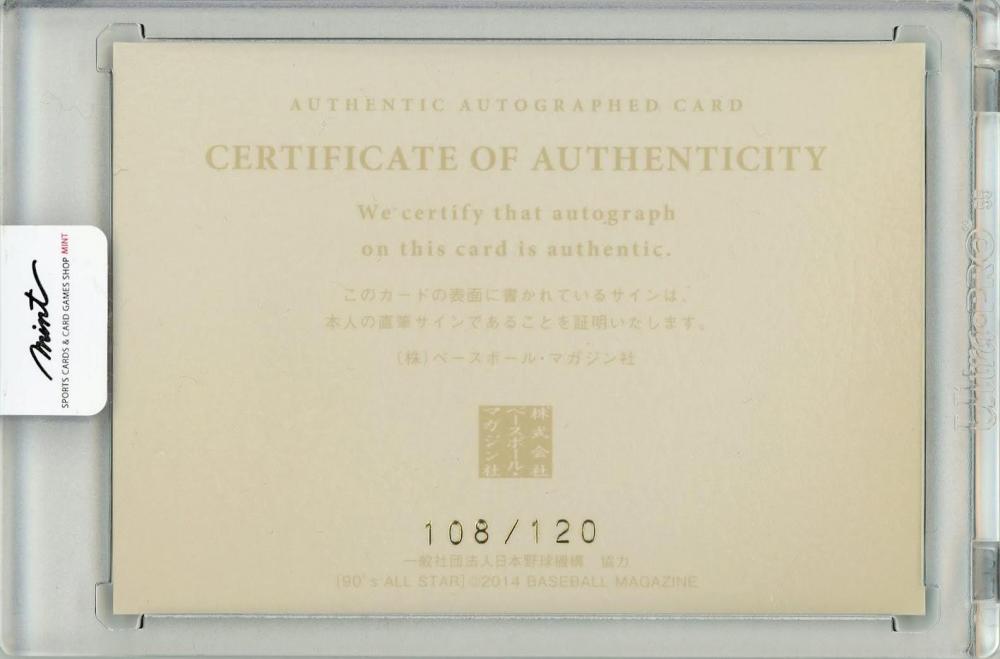 AUTHENTIC AUTOGRAPHED CARD
CERTIFICATE OF AUTHENTICITY
We certify that autograph
on this card is authentic.
このカードの表面に書かれているサインは、
本人の直筆サインであることを証明いたします。
(株)ベースボール・マガジン社
株式会社
ベースボール・
マガジン社
108/120
一般社団法人日本野球機構 協力
[90's ALL STAR]©2014 BASEBALL MAGAZINE
mint
SPORTS CARDS & CARD GAMES SHOP MINT